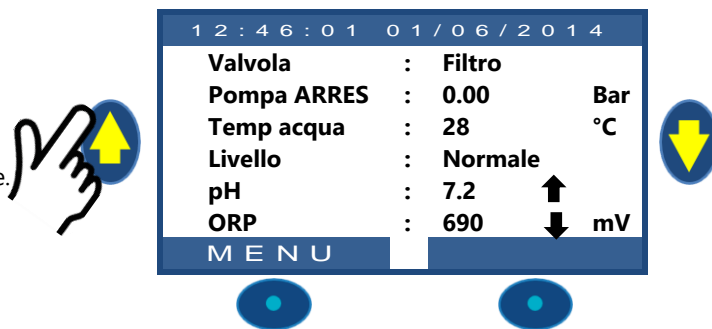 12:46:01 01/06/2014
Valvola : Filtro
Pompa ARRES : 0.00 Bar
Temp acqua : 28 °C
Livello : Normale
e.
pH : 7.2
ORP : 690 mV
MENU